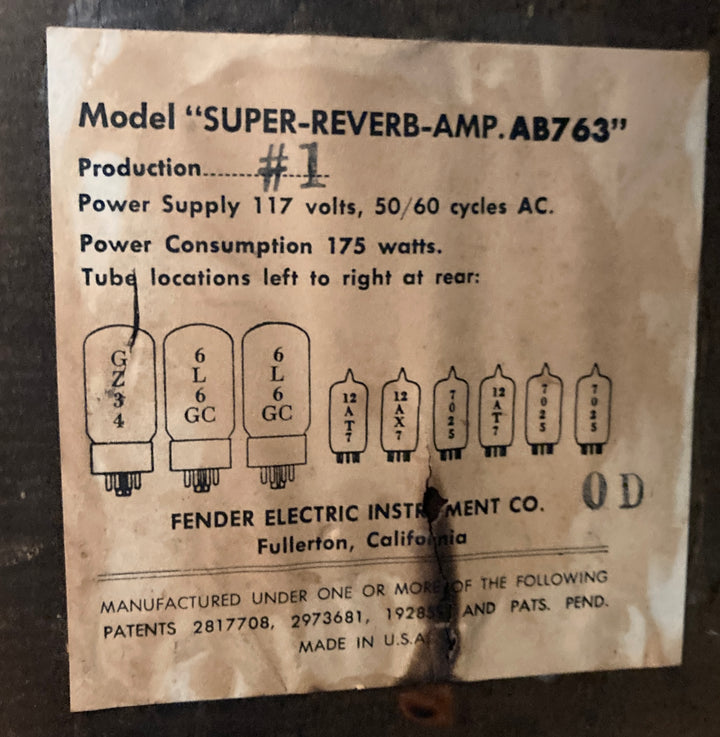 Model "SUPER-REVERB-AMP. AB763"
Production......#1......
Power Supply 117 volts, 50/60 cycles AC.
Power Consumption 175 watts.
Tube locations left to right at rear:
GZ34
6L6GC
6L6GC
12AT7
12AX7
7025
12AT7
7025
7025
OD
FENDER ELECTRIC INSTRUMENT CO.
Fullerton, California
MANUFACTURED UNDER ONE OR MORE OF THE FOLLOWING
PATENTS 2817708, 2973681, AND PATS. PEND.
MADE IN U.S.A.